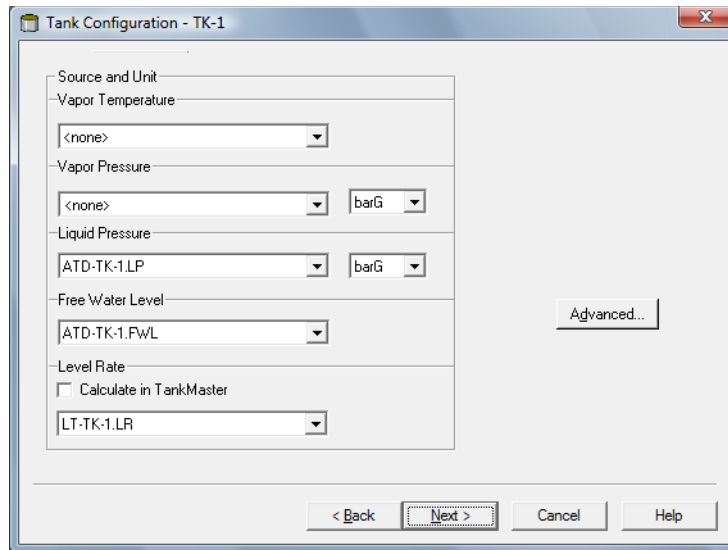 Tank Configuration - TK-1
Source and Unit
Vapor Temperature
<none>
Vapor Pressure
<none> barG
Liquid Pressure
ATD-TK-1.LP barG
Free Water Level
ATD-TK-1.FWL
Advanced...
Level Rate
Calculate in TankMaster
LT-TK-1.LR
< Back Next > Cancel Help